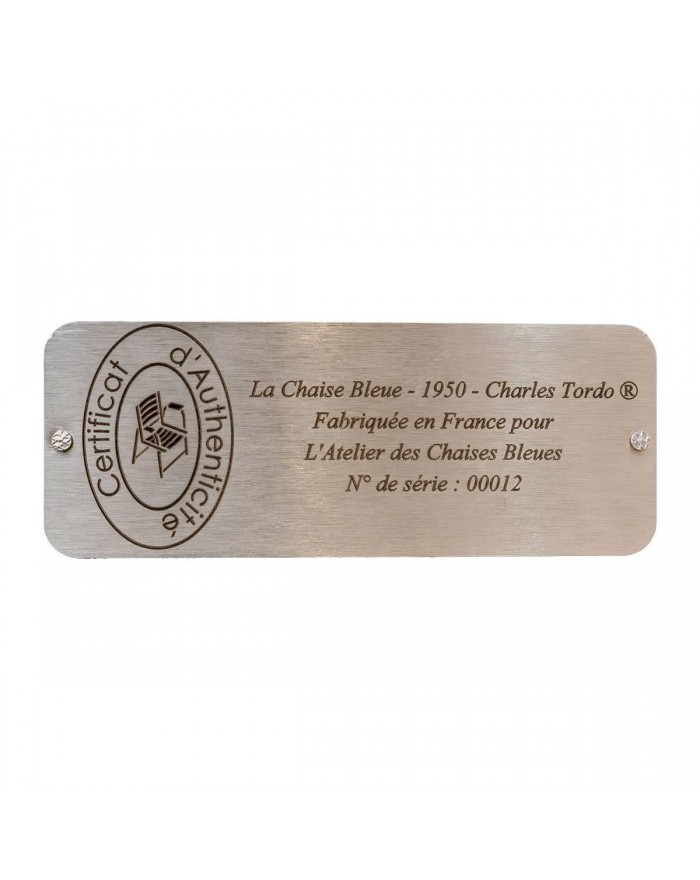 Certificat
d'Authenticité
La Chaise Bleue - 1950 - Charles Tordo ®
Fabriquée en France pour
L'Atelier des Chaises Bleues
N° de série : 00012